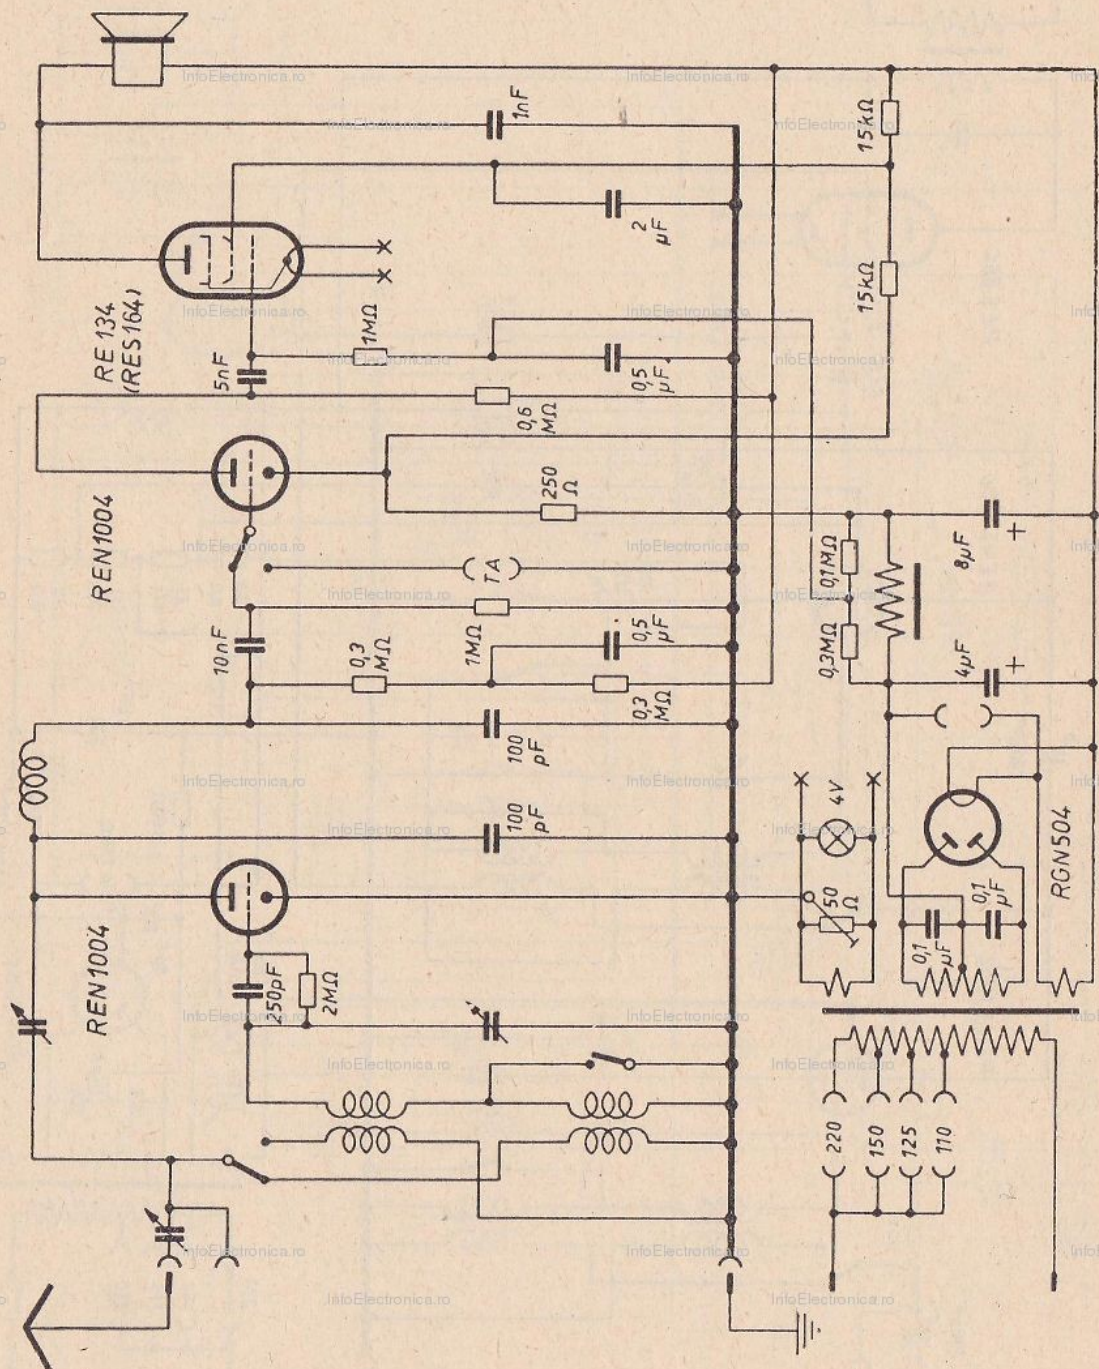 1nF
15kΩ
2
μF
RE 134
(RES164)
15kΩ
1MΩ
5nF
0,5
μF
0,6
MΩ
REN1004
250
Ω
TA
0,1MΩ
8μF
10nF
0,3
MΩ
1MΩ
0,5
μF
0,3MΩ
4μF
0,3
MΩ
100
pF
100
pF
4V
50
Ω
RGN504
0,1
μF
0,1
μF
REN1004
250pF
2MΩ
220
150
125
110
InfoElectronica.ro